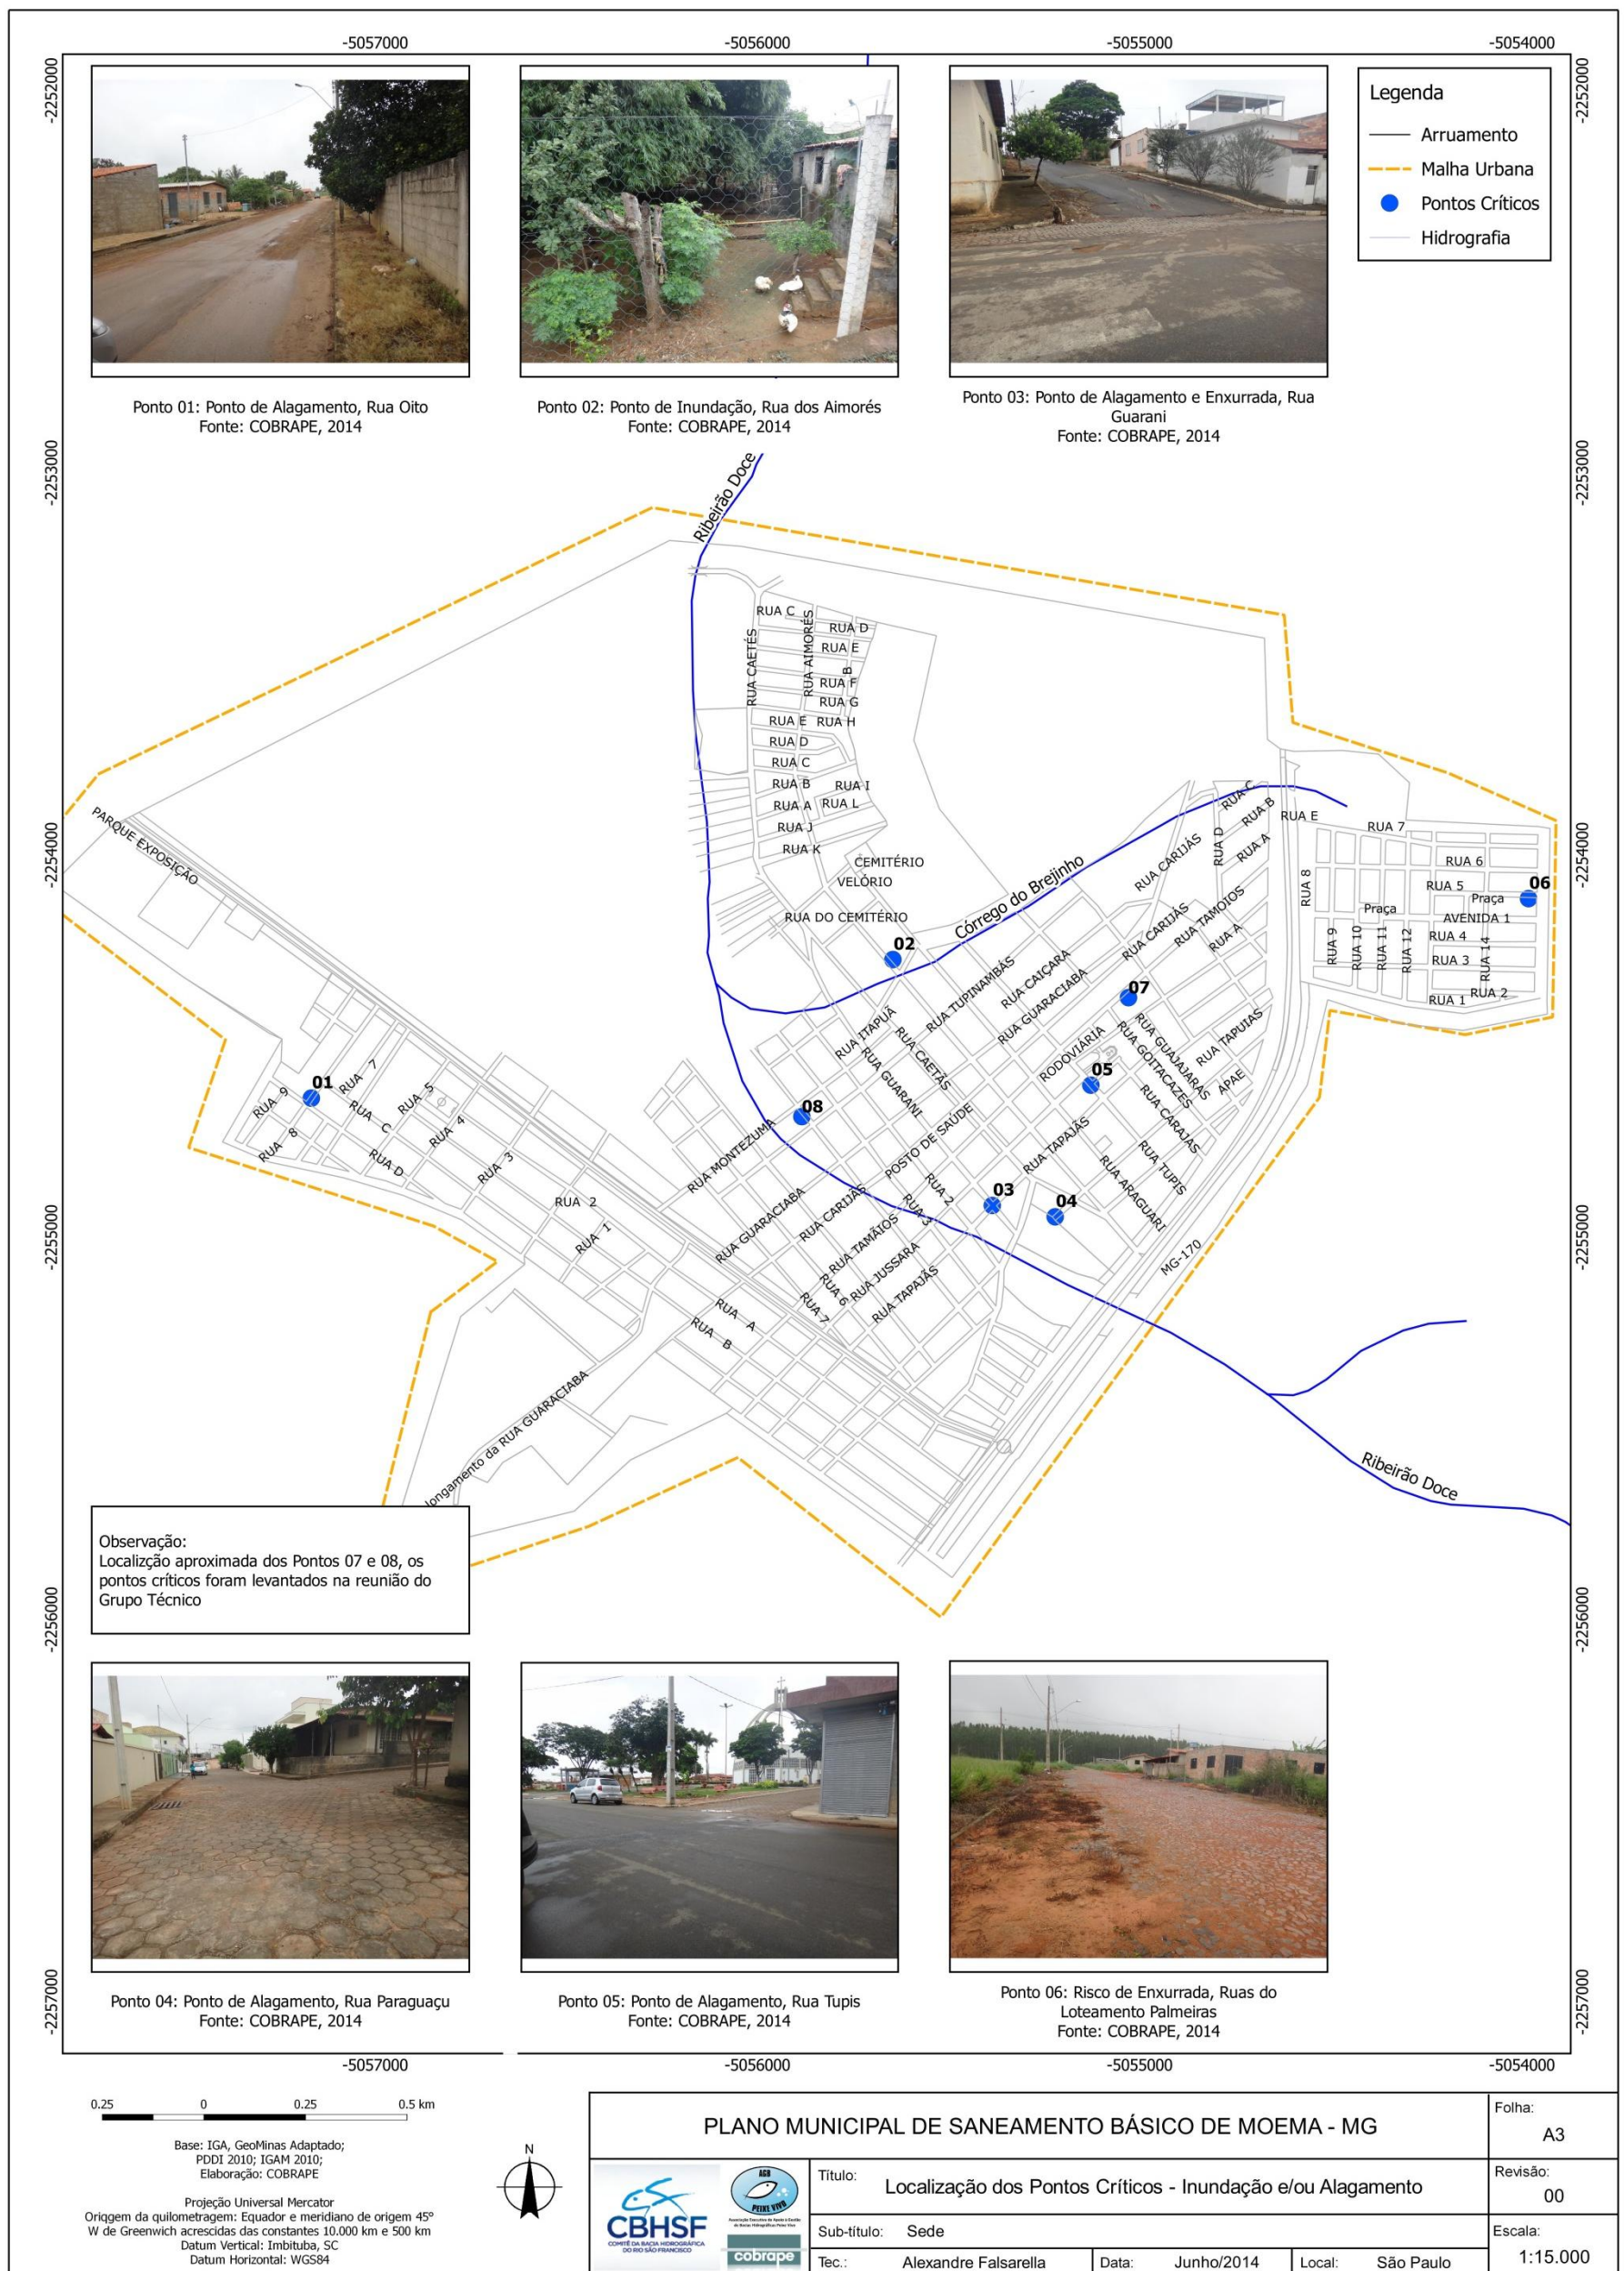 -5057000
-5056000
-5055000
-5054000
-2252000
-2252000
Legenda
Arruamento
Malha Urbana
Pontos Críticos
Hidrografia
Ponto 01: Ponto de Alagamento, Rua Oito
Fonte: COBRAPE, 2014
Ponto 02: Ponto de Inundação, Rua dos Aimorés
Fonte: COBRAPE, 2014
Ponto 03: Ponto de Alagamento e Enxurrada, Rua
Guarani
Fonte: COBRAPE, 2014
-2253000
-2253000
Ribeirão Doce
RUA C
RUA CAETÉS
RUA AIMORÉS
RUA D
RUA E
B
RUA F
RUA G
RUA E
RUA H
RUA D
RUA C
RUA B
RUA I
RUA A
RUA L
RUA J
RUA K
CEMITÉRIO
VELÓRIO
RUA DO CEMITÉRIO
-2254000
-2254000
PARQUE EXPOSIÇÃO
Córrego do Brejinho
RUA C
RUA B
RUA D
RUA A
RUA CARIJÁS
RUA E
RUA 7
RUA 6
RUA 8
RUA 5
06
Praça
Praça
AVENIDA 1
RUA 9
RUA 10
RUA 11
RUA 12
RUA 4
RUA 3
RUA 14
RUA 2
RUA 1
02
RUA TAMOIOS
RUA CARIJÁS
RUA A
RUA TUPINAMBÁS
RUA CAIÇARA
RUA GUARACIABA
07
RUA ITAPUÃ
RUA CAETÁS
RUA GUARANI
RODOVIÁRIA
RUA GUAJAJARAS
RUA GOITACAZES
RUA TAPUIAS
APAE
05
RUA CARAJAS
01
RUA 9
RUA 7
RUA 5
RUA C
RUA 8
RUA 4
RUA D
RUA 3
RUA 2
RUA 1
08
RUA MONTEZUMA
POSTO DE SAÚDE
RUA TAPAJÁS
RUA TUPIS
RUA ARAGUARI
RUA 2
03
04
RUA 3
RUA GUARACIABA
RUA CARIJÁS
RUA TAMÃIOS
RUA JUSSARA
RUA TAPAJÁS
RUA 6
RUA 7
MG-170
-2255000
-2255000
RUA A
RUA B
longamento da RUA GUARACIABA
Ribeirão Doce
Observação:
Localizção aproximada dos Pontos 07 e 08, os
pontos críticos foram levantados na reunião do
Grupo Técnico
-2256000
-2256000
Ponto 04: Ponto de Alagamento, Rua Paraguaçu
Fonte: COBRAPE, 2014
Ponto 05: Ponto de Alagamento, Rua Tupis
Fonte: COBRAPE, 2014
Ponto 06: Risco de Enxurrada, Ruas do
Loteamento Palmeiras
Fonte: COBRAPE, 2014
-2257000
-2257000
-5057000
-5056000
-5055000
-5054000
0.25 0 0.25 0.5 km
Base: IGA, GeoMinas Adaptado;
PDDI 2010; IGAM 2010;
Elaboração: COBRAPE
Projeção Universal Mercator
Oriqgem da quilometragem: Equador e meridiano de origem 45º
W de Greenwich acrescidas das constantes 10.000 km e 500 km
Datum Vertical: Imbituba, SC
Datum Horizontal: WGS84
N
PLANO MUNICIPAL DE SANEAMENTO BÁSICO DE MOEMA - MG
Folha:
A3
CBHSF
COMITÊ DA BACIA HIDROGRÁFICA
DO RIO SÃO FRANCISCO
AGB
PEIXE VIVO
cobrape
Título: Localização dos Pontos Críticos - Inundação e/ou Alagamento
Revisão:
00
Sub-título: Sede
Escala:
1:15.000
Tec.: Alexandre Falsarella
Data: Junho/2014
Local: São Paulo